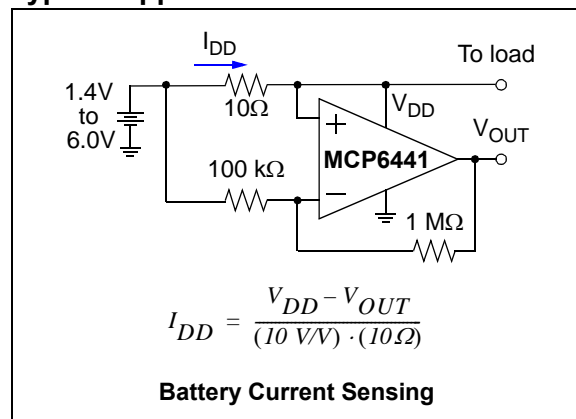 I_DD
To load
1.4V
to
6.0V
10Ω
V_DD
V_OUT
+
MCP6441
100 kΩ
–
1 MΩ
I_DD = (V_DD – V_OUT) / ((10 V/V) · (10Ω))
Battery Current Sensing